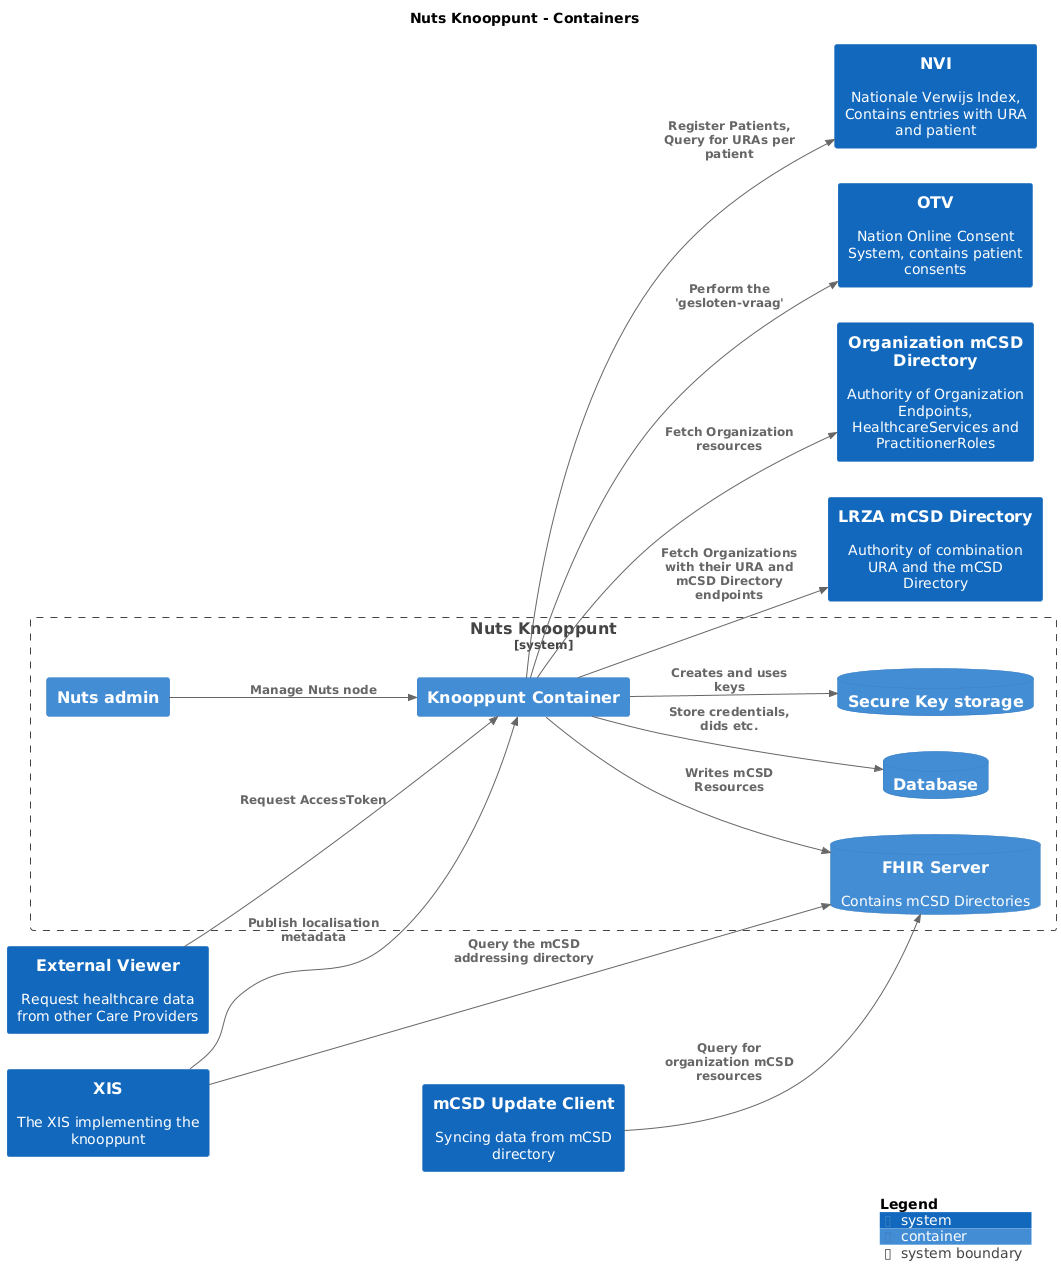 Nuts Knooppunt - Containers
NVI
Nationale Verwijs Index,
Contains entries with URA
and patient
Register Patients,
Query for URAs per
patient
OTV
Nation Online Consent
System, contains patient
consents
Perform the
'gesloten-vraag'
Organization mCSD
Directory
Authority of Organization
Endpoints,
HealthcareServices and
PractitionerRoles
Fetch Organization
resources
LRZA mCSD Directory
Authority of combination
URA and the mCSD
Directory
Fetch Organizations
with their URA and
mCSD Directory
endpoints
Nuts Knooppunt
[system]
Nuts admin
Manage Nuts node
Knooppunt Container
Creates and uses
keys
Secure Key storage
Store credentials,
dids etc.
Database
Writes mCSD
Resources
FHIR Server
Contains mCSD Directories
Request AccessToken
Publish localisation
metadata
Query the mCSD
addressing directory
External Viewer
Request healthcare data
from other Care Providers
XIS
The XIS implementing the
knooppunt
Query for
organization mCSD
resources
mCSD Update Client
Syncing data from mCSD
directory
Legend
system
container
system boundary